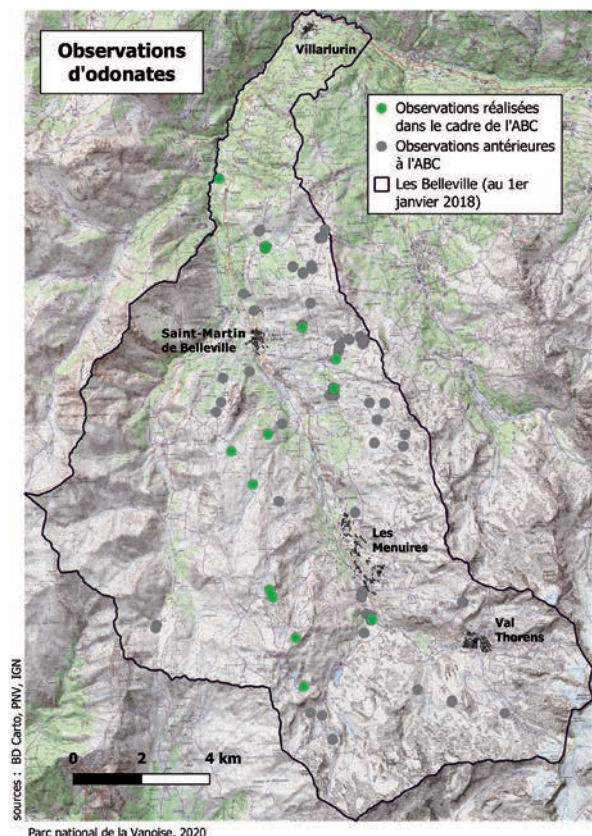 Observations
d'odonates
Villarlurin
Observations réalisées
dans le cadre de l'ABC
Observations antérieures
à l'ABC
Les Belleville (au 1er
janvier 2018)
Saint-Martin
de Belleville
Les
Menuires
Val
Thorens
0 2 4 km
sources : BD Carto, PNV, IGN
Parc national de la Vanoise, 2020